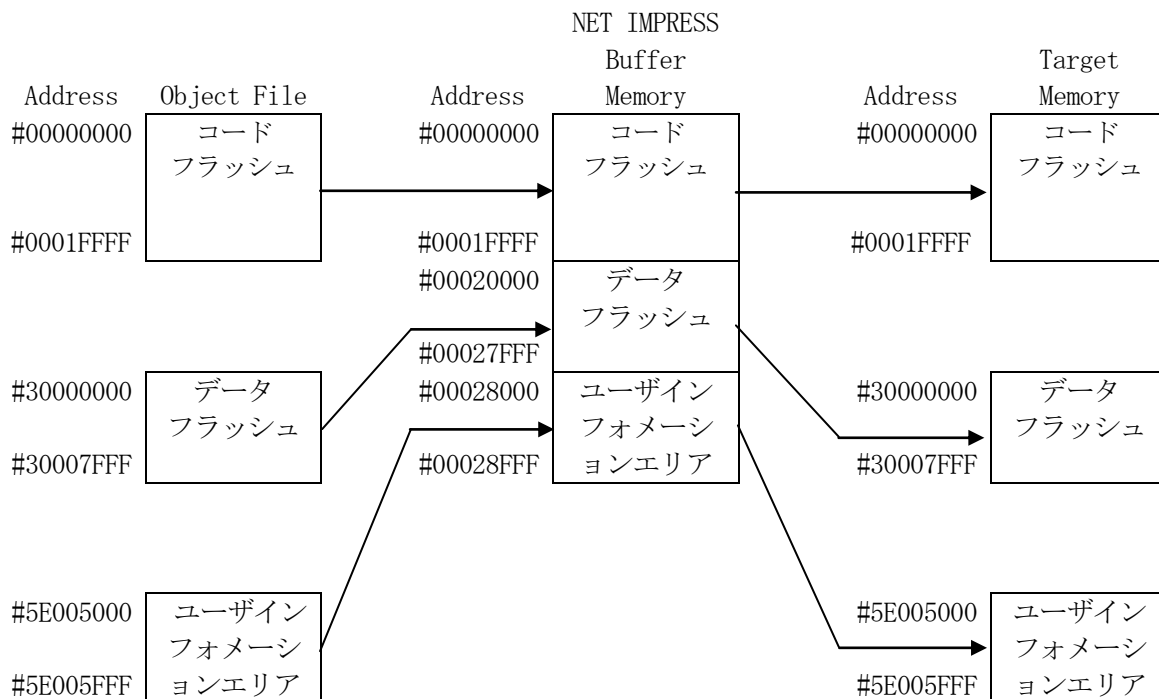 NET IMPRESS
Buffer
Target
Address Object File Address Memory Address Memory
#00000000 コード #00000000 コード #00000000 コード
フラッシュ フラッシュ フラッシュ
#0001FFFF #0001FFFF #0001FFFF
#00020000 データ
フラッシュ
#00027FFF
#30000000 データ #00028000 ユーザイン #30000000 データ
フラッシュ フォメーシ フラッシュ
#30007FFF #00028FFF ョンエリア #30007FFF
#5E005000 ユーザイン #5E005000 ユーザイン
フォメーシ フォメーシ
#5E005FFF ョンエリア #5E005FFF ョンエリア